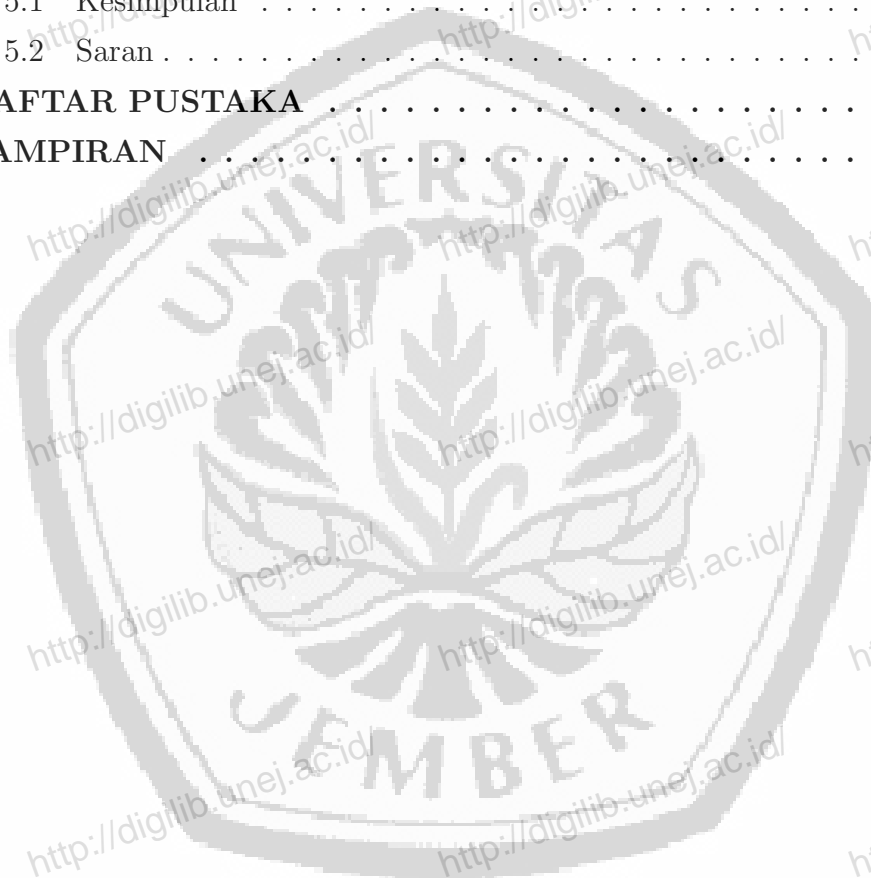 5.1 Kesimpulan . . . . . . . . . . . . . . . . . . . . . . . . . . . . . . . .
5.2 Saran . . . . . . . . . . . . . . . . . . . . . . . . . . . . . . . . . . . .
AFTAR PUSTAKA . . . . . . . . . . . . . . . . . . . . .
AMPIRAN . . . . . . . . . . . . . . . . . . . . . . . . . .
UNIVERSITAS
JEMBER
http://digilib.unej.ac.id/
http://digilib.unej.ac.id/
http://digilib.unej.ac.id/
http://digilib.unej.ac.id/
http://digilib.unej.ac.id/
http://digilib.unej.ac.id/
http://digilib.unej.ac.id/
http://digilib.unej.ac.id/